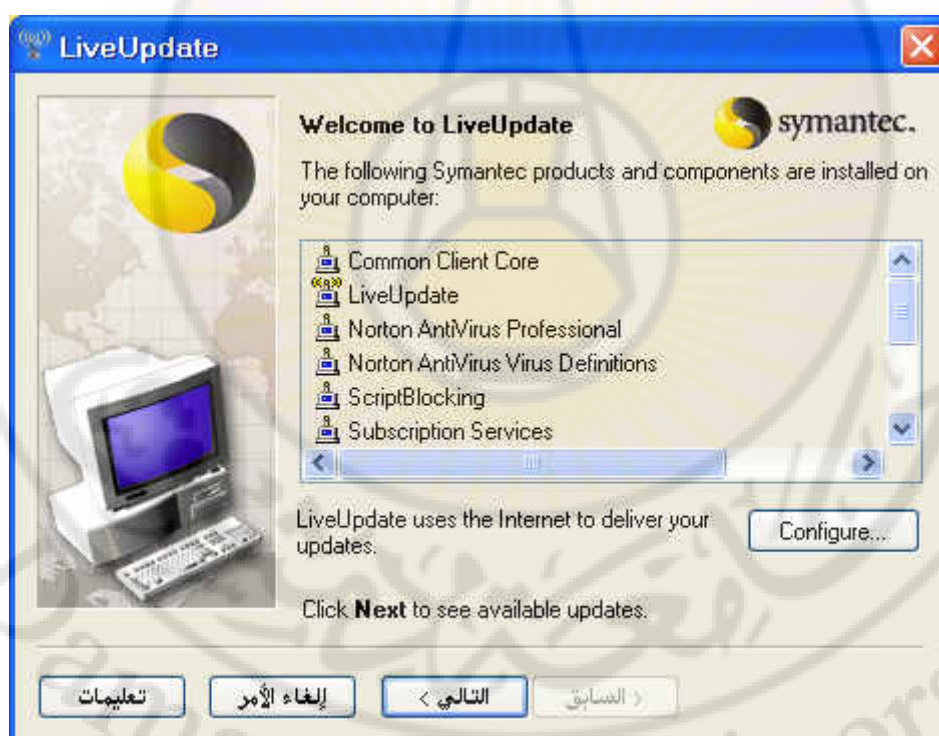 LiveUpdate
symantec.
Welcome to LiveUpdate
The following Symantec products and components are installed on
your computer:
Common Client Core
LiveUpdate
Norton AntiVirus Professional
Norton AntiVirus Virus Definitions
ScriptBlocking
Subscription Services
LiveUpdate uses the Internet to deliver your
updates.
Configure...
Click Next to see available updates.
< السابق
التالي >
إلغاء الأمر
تعليمات